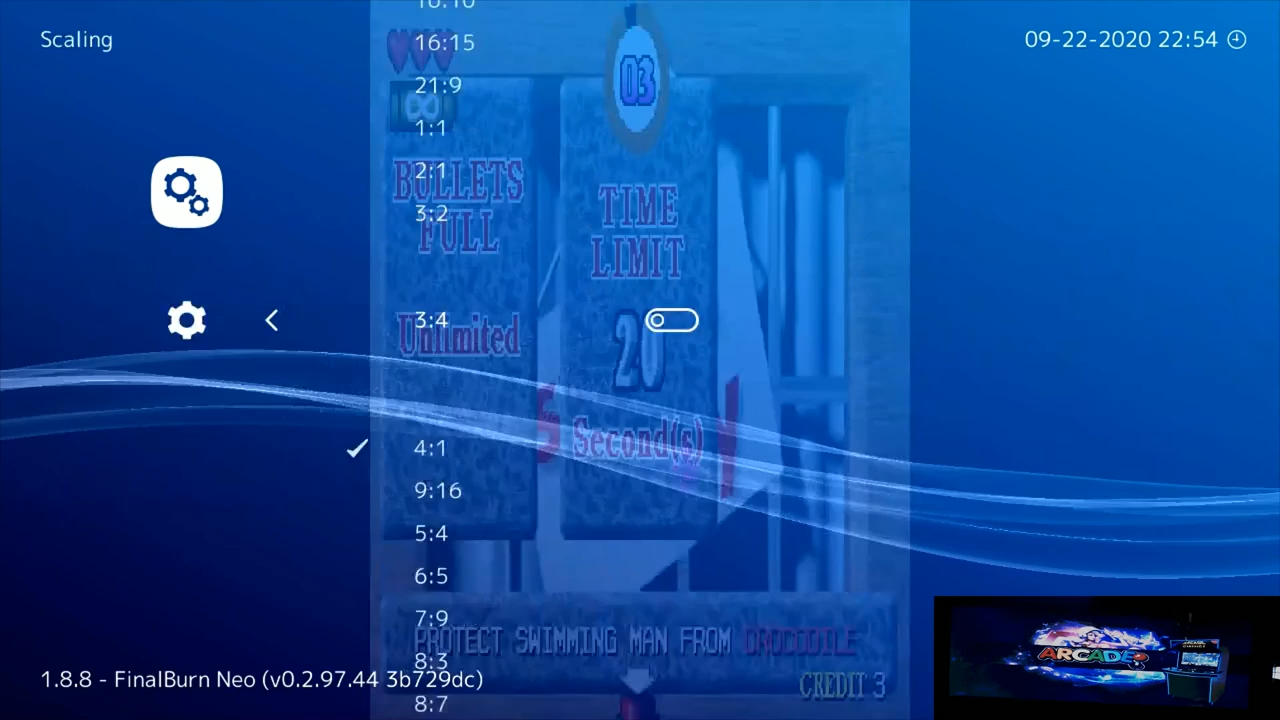 Scaling
09-22-2020 22:54
16:10
16:15
21:9
1:1
2:1
3:2
3:4
4:1
9:16
5:4
6:5
7:9
8:3
8:7
03
BULLETS
FULL
Unlimited
TIME
LIMIT
20
Second(s)
PROTECT SWIMMING MAN FROM CROCODILE
CREDIT 3
1.8.8 - FinalBurn Neo (v0.2.97.44 3b729dc)
ARCADE